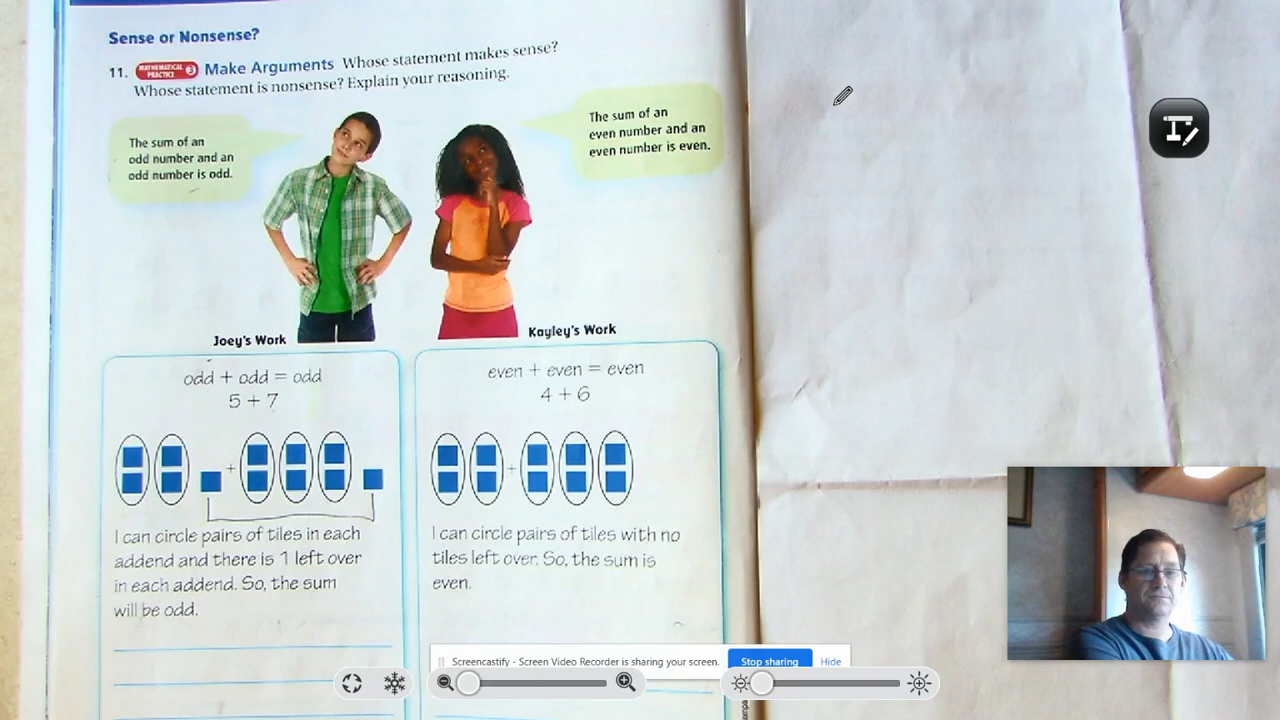 Sense or Nonsense?
11. MATHEMATICAL PRACTICE 3 Make Arguments Whose statement makes sense?
Whose statement is nonsense? Explain your reasoning.
The sum of an
odd number and an
odd number is odd.
The sum of an
even number and an
even number is even.
Joey's Work
odd + odd = odd
5 + 7
+
I can circle pairs of tiles in each
addend and there is 1 left over
in each addend. So, the sum
will be odd.
Kayley's Work
even + even = even
4 + 6
+
I can circle pairs of tiles with no
tiles left over. So, the sum is
even.
Screencastify - Screen Video Recorder is sharing your screen.
Stop sharing
Hide